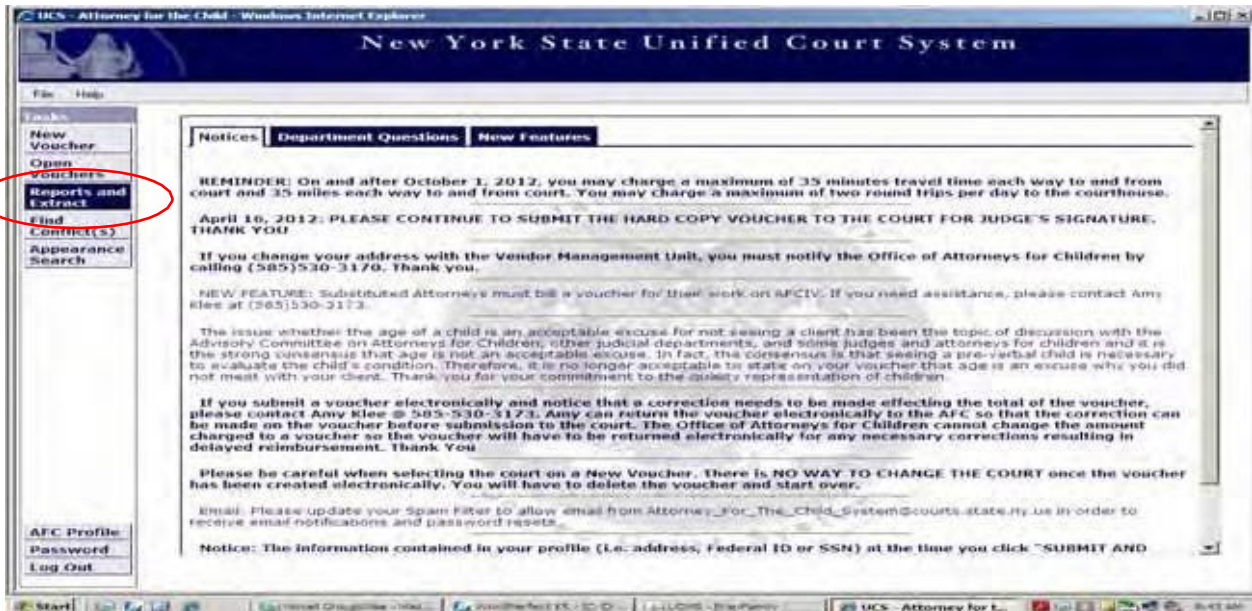 UCS - Attorney for the Child - Windows Internet Explorer
New York State Unified Court System
File Help
Tasks
New
Voucher
Open
Vouchers
Reports and
Extract
Find
Conflict(s)
Appearance
Search
AFC Profile
Password
Log Out
Notices Department Questions New Features
REMINDER: On and after October 1, 2012, you may charge a maximum of 35 minutes travel time each way to and from
court and 35 miles each way to and from court. You may charge a maximum of two round trips per day to the courthouse.
April 16, 2012: PLEASE CONTINUE TO SUBMIT THE HARD COPY VOUCHER TO THE COURT FOR JUDGE'S SIGNATURE.
THANK YOU
If you change your address with the Vendor Management Unit, you must notify the Office of Attorneys for Children by
calling (585)530-3170. Thank you.
NEW FEATURE: Substituted Attorneys must bill a voucher for their work on AFCIV. If you need assistance, please contact Amy
Klee at (585)530-3173.
The issue whether the age of a child is an acceptable excuse for not seeing a client has been the topic of discussion with the
Advisory Committee on Attorneys for Children, other judicial departments, and some judges and attorneys for children and it is
the strong consensus that age is not an acceptable excuse. In fact, the consensus is that seeing a pre-verbal child is necessary
to evaluate the child's condition. Therefore, it is no longer acceptable to state on your voucher that age is an excuse why you did
not meet with your client. Thank you for your commitment to the quality representation of children.
If you submit a voucher electronically and notice that a correction needs to be made effecting the total of the voucher,
please contact Amy Klee @ 585-530-3173. Amy can return the voucher electronically to the AFC so that the correction can
be made on the voucher before submission to the court. The Office of Attorneys for Children cannot change the amount
charged to a voucher so the voucher will have to be returned electronically for any necessary corrections resulting in
delayed reimbursement. Thank You
Please be careful when selecting the court on a New Voucher. There is NO WAY TO CHANGE THE COURT once the voucher
has been created electronically. You will have to delete the voucher and start over.
Email: Please update your Spam Filter to allow email from Attorney_For_The_Child_System@courts.state.ny.us in order to
receive email notifications and password resets.
Notice: The information contained in your profile (i.e. address, Federal ID or SSN) at the time you click "SUBMIT AND
Start
UCS - Attorney for t...